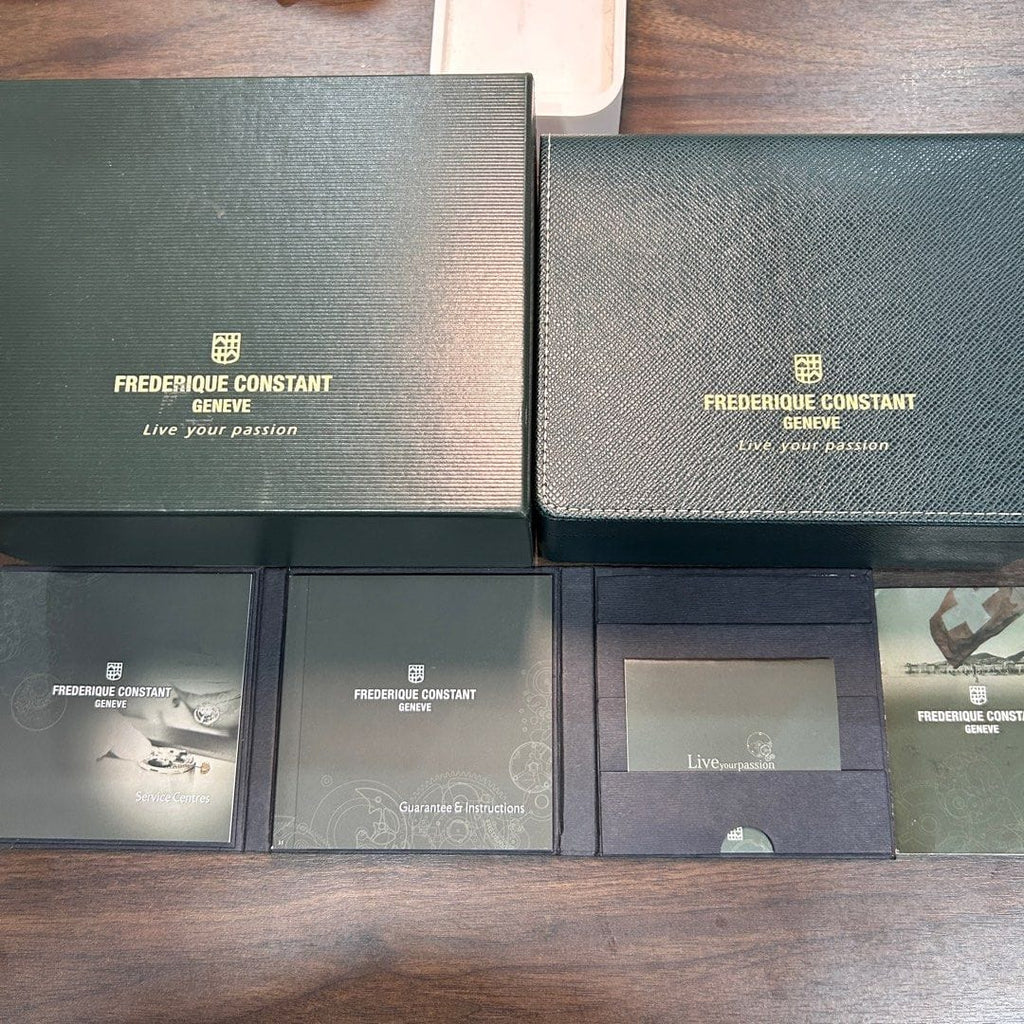 FREDERIQUE CONSTANT
GENEVE
Live your passion
FREDERIQUE CONSTANT
GENEVE
Live your passion
FREDERIQUE CONSTANT
GENEVE
Service Centres
FREDERIQUE CONSTANT
GENEVE
Guarantee & Instructions
Live your passion
FREDERIQUE CONSTA
GENEVE